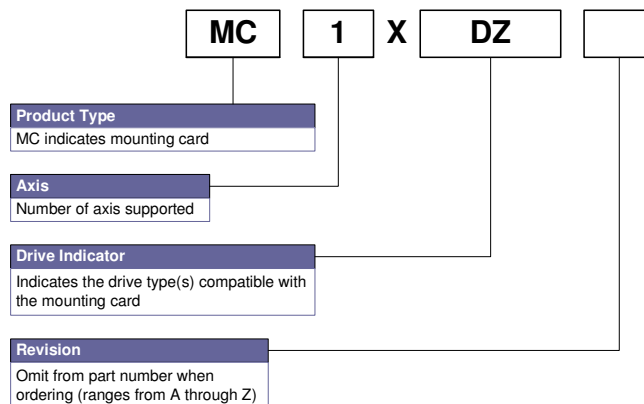 MC 1 X DZ
Product Type
MC indicates mounting card
Axis
Number of axis supported
Drive Indicator
Indicates the drive type(s) compatible with
the mounting card
Revision
Omit from part number when
ordering (ranges from A through Z)